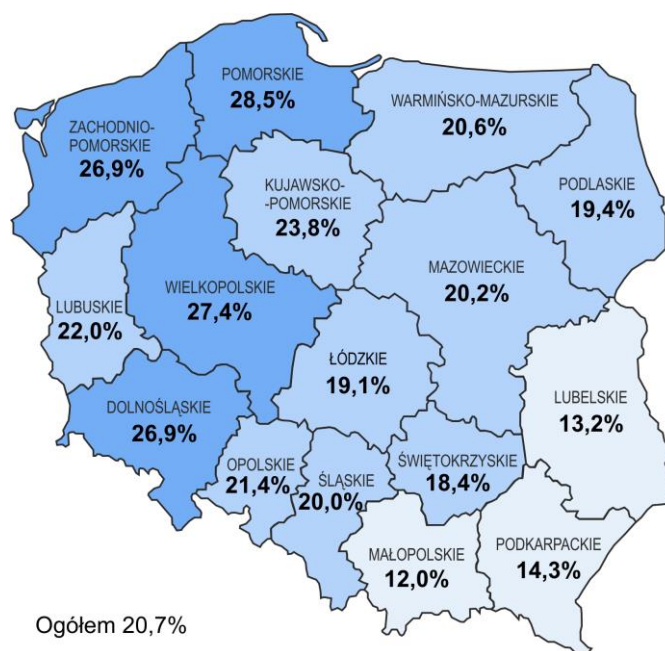 POMORSKIE
28,5%
WARMIŃSKO-MAZURSKIE
20,6%
ZACHODNIO-
POMORSKIE
26,9%
KUJAWSKO-
-POMORSKIE
23,8%
PODLASKIE
19,4%
MAZOWIECKIE
20,2%
WIELKOPOLSKIE
27,4%
LUBUSKIE
22,0%
ŁÓDZKIE
19,1%
LUBELSKIE
13,2%
DOLNOŚLĄSKIE
26,9%
OPOLSKIE
21,4%
ŚLĄSKIE
20,0%
ŚWIĘTOKRZYSKIE
18,4%
MAŁOPOLSKIE
12,0%
PODKARPACKIE
14,3%
Ogółem 20,7%